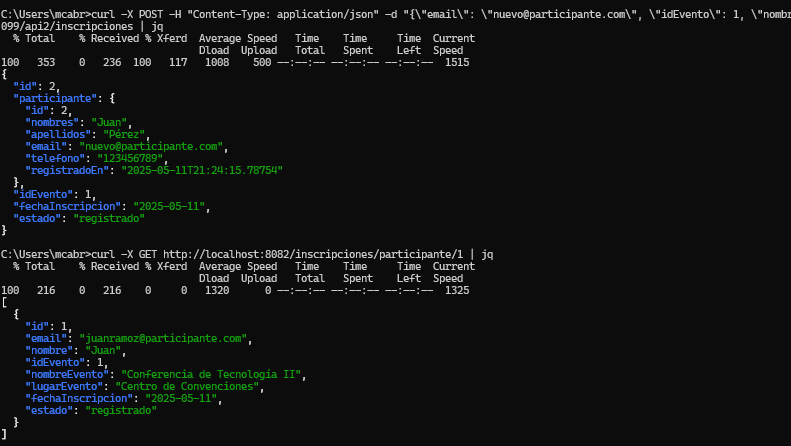 C:\Users\mcabr>curl -X POST -H "Content-Type: application/json" -d "{\"email\": \"nuevo@participante.com\", \"idEvento\": 1, \"nombr
099/api2/inscripciones | jq
  % Total    % Received % Xferd  Average Speed   Time    Time     Time  Current
                                 Dload  Upload   Total   Spent    Left  Speed
100   353    0   236  100   117   1008    500 --:--:-- --:--:-- --:--:--  1515
{
  "id": 2,
  "participante": {
    "id": 2,
    "nombres": "Juan",
    "apellidos": "Pérez",
    "email": "nuevo@participante.com",
    "telefono": "123456789",
    "registradoEn": "2025-05-11T21:24:15.78754"
  },
  "idEvento": 1,
  "fechaInscripcion": "2025-05-11",
  "estado": "registrado"
}
C:\Users\mcabr>curl -X GET http://localhost:8082/inscripciones/participante/1 | jq
  % Total    % Received % Xferd  Average Speed   Time    Time     Time  Current
                                 Dload  Upload   Total   Spent    Left  Speed
100   216    0   216    0     0   1320      0 --:--:-- --:--:-- --:--:--  1325
[
  {
    "id": 1,
    "email": "juanramoz@participante.com",
    "nombre": "Juan",
    "idEvento": 1,
    "nombreEvento": "Conferencia de Tecnología II",
    "lugarEvento": "Centro de Convenciones",
    "fechaInscripcion": "2025-05-11",
    "estado": "registrado"
  }
]